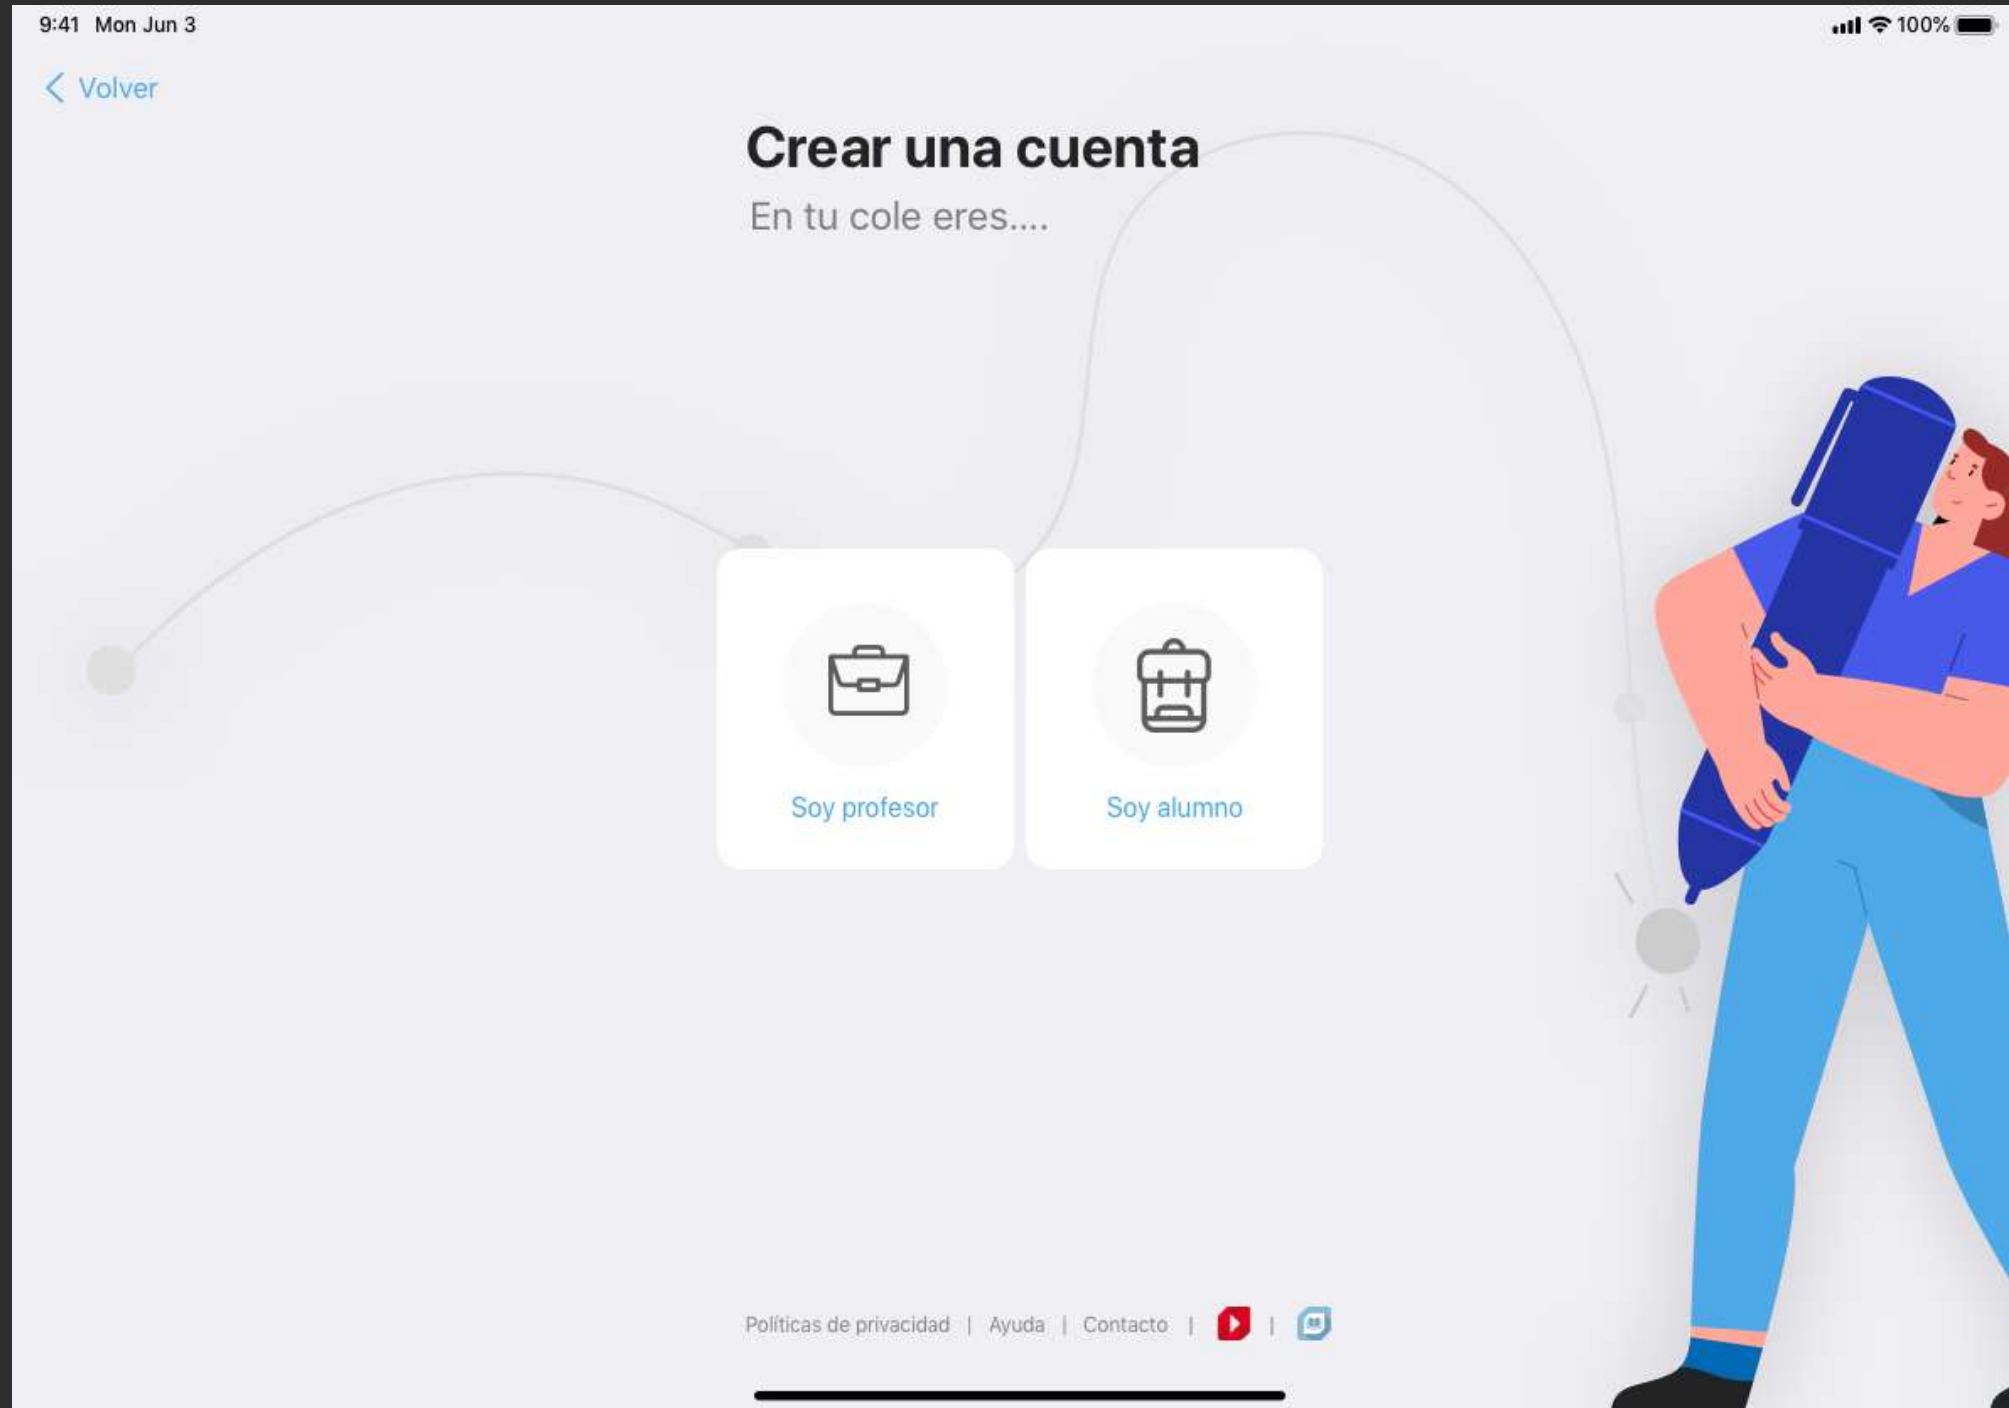 9:41 Mon Jun 3
100%
Volver
Crear una cuenta
En tu cole eres....
Soy profesor
Soy alumno
Políticas de privacidad | Ayuda | Contacto | |